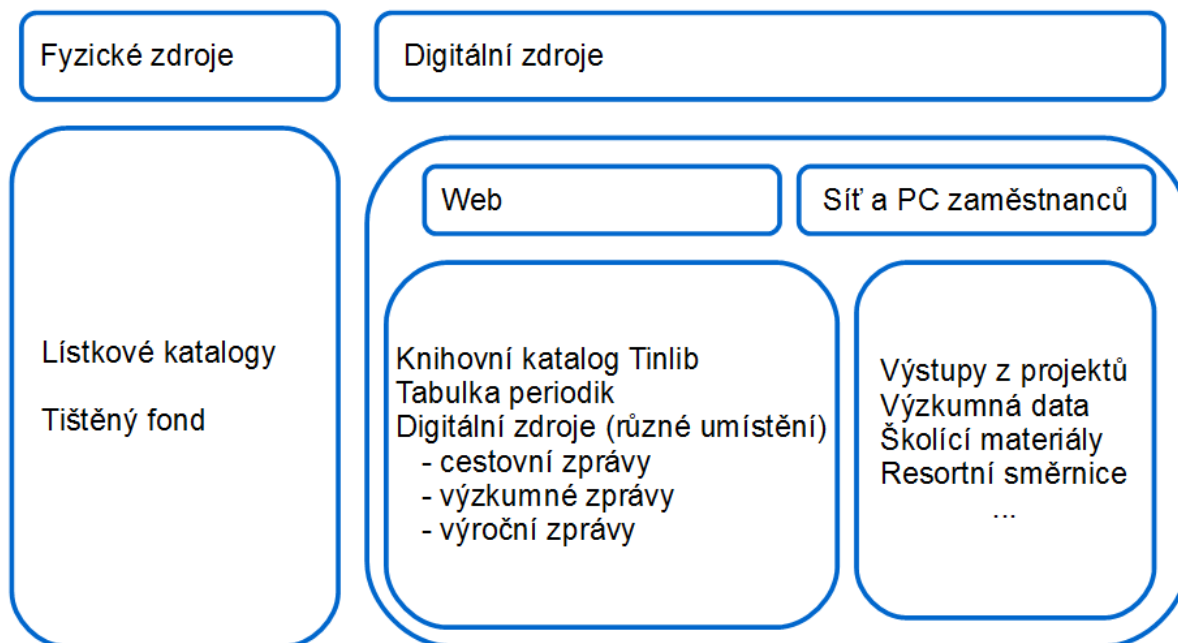 Fyzické zdroje
Digitální zdroje
Web
Síť a PC zaměstnanců
Lístkové katalogy
Tištěný fond
Knihovní katalog Tinlib
Tabulka periodik
Digitální zdroje (různé umístění)
- cestovní zprávy
- výzkumné zprávy
- výroční zprávy
Výstupy z projektů
Výzkumná data
Školící materiály
Resortní směrnice
...